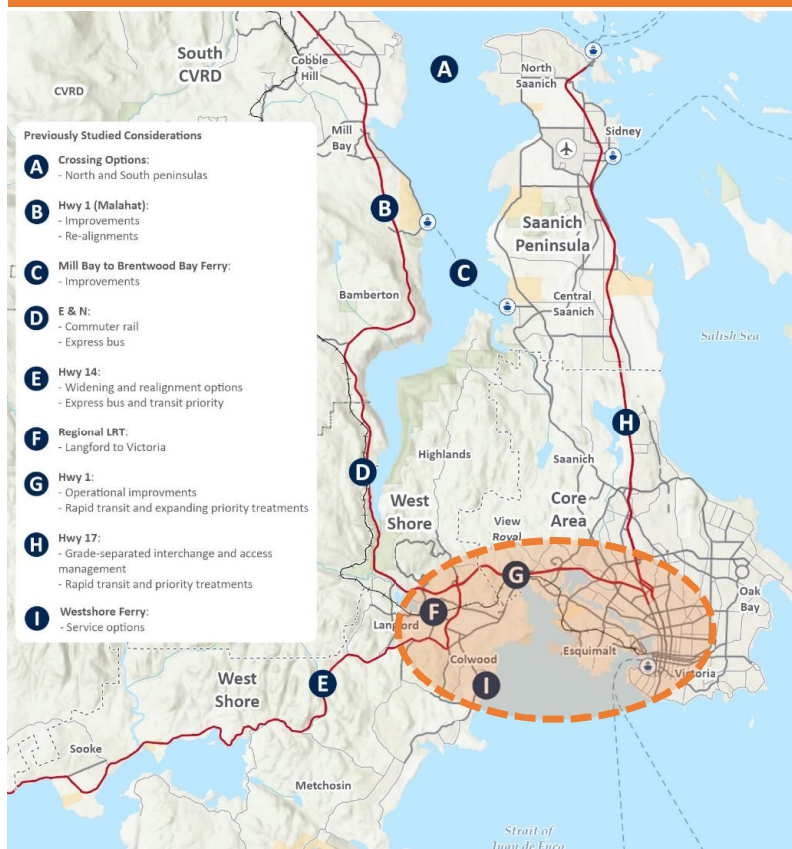 South
CVRD
CVRD
Cobble
Hill
A
North
Saanich
Sidney
Previously Studied Considerations
A Crossing Options:
- North and South peninsulas
B Hwy 1 (Malahat):
- Improvements
- Re-alignments
C Mill Bay to Brentwood Bay Ferry:
- Improvements
D E & N:
- Commuter rail
- Express bus
E Hwy 14:
- Widening and realignment options
- Express bus and transit priority
F Regional LRT:
- Langford to Victoria
G Hwy 1:
- Operational improvments
- Rapid transit and expanding priority treatments
H Hwy 17:
- Grade-separated interchange and access
management
- Rapid transit and priority treatments
I Westshore Ferry:
- Service options
Mill
Bay
B
Saanich
Peninsula
C
Bamberton
Central
Saanich
Salish Sea
H
Highlands
Saanich
D
West
Shore
Core
Area
View
Royal
G
Oak
Bay
F
Langford
Esquimalt
Colwood
Victoria
West
Shore
E
I
Sooke
Metchosin
Strait of
Juan de Fuca